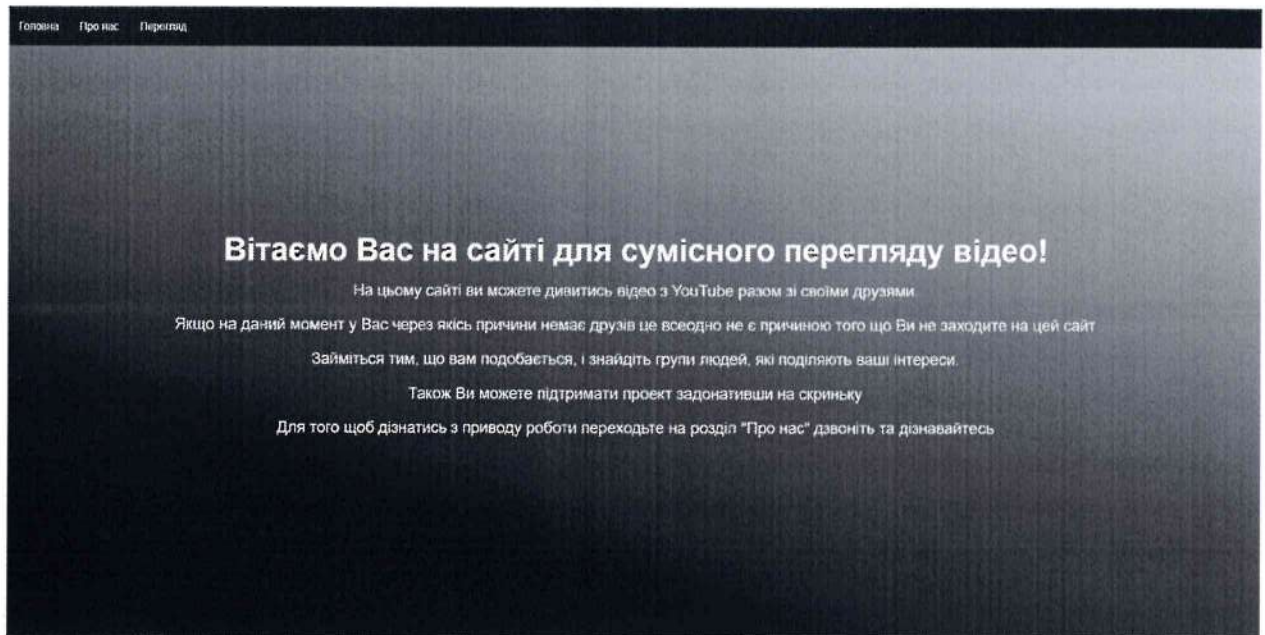 Головна Про нас Перегляд
Вітаємо Вас на сайті для сумісного перегляду відео!
На цьому сайті ви можете дивитись відео з YouTube разом зі своїми друзями
Якщо на даний момент у Вас через якісь причини немає друзів це всеодно не є причиною того що Ви не заходите на цей сайт
Займіться тим, що вам подобається, і знайдіть групи людей, які поділяють ваші інтереси.
Також Ви можете підтримати проект задонативши на скриньку
Для того щоб дізнатись з приводу роботи переходьте на розділ "Про нас" дзвоніть та дізнавайтесь